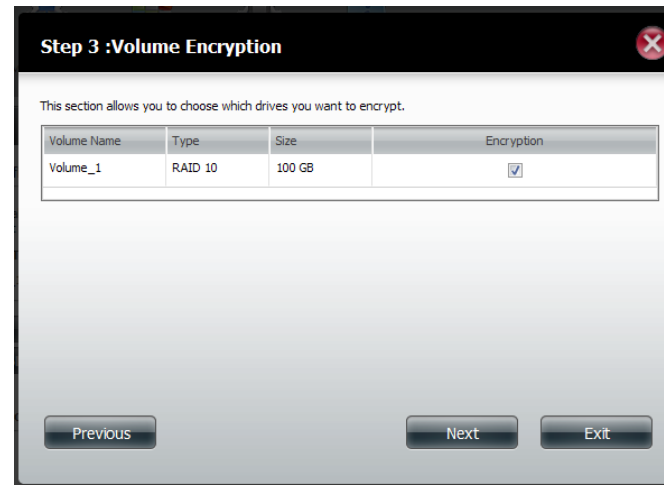 Step 3 :Volume Encryption
This section allows you to choose which drives you want to encrypt.
Volume Name Type Size Encryption
Volume_1 RAID 10 100 GB
Previous Next Exit